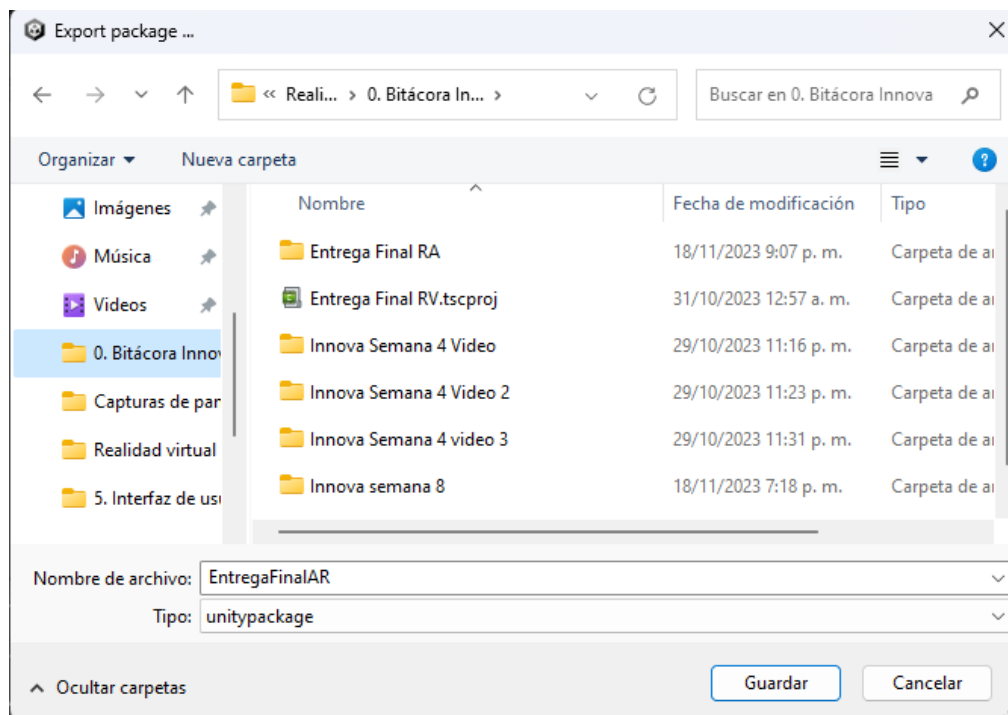 Export package ...
« Reali... > 0. Bitácora In... >
Buscar en 0. Bitácora Innova
Organizar
Nueva carpeta
Imágenes
Música
Videos
0. Bitácora Innov
Capturas de par
Realidad virtual
5. Interfaz de usu
Nombre Fecha de modificación Tipo
Entrega Final RA 18/11/2023 9:07 p. m. Carpeta de ar
Entrega Final RV.tscproj 31/10/2023 12:57 a. m. Carpeta de ar
Innova Semana 4 Video 29/10/2023 11:16 p. m. Carpeta de ar
Innova Semana 4 Video 2 29/10/2023 11:23 p. m. Carpeta de ar
Innova Semana 4 video 3 29/10/2023 11:31 p. m. Carpeta de ar
Innova semana 8 18/11/2023 7:18 p. m. Carpeta de ar
Nombre de archivo: EntregaFinalAR
Tipo: unitypackage
Ocultar carpetas
Guardar
Cancelar